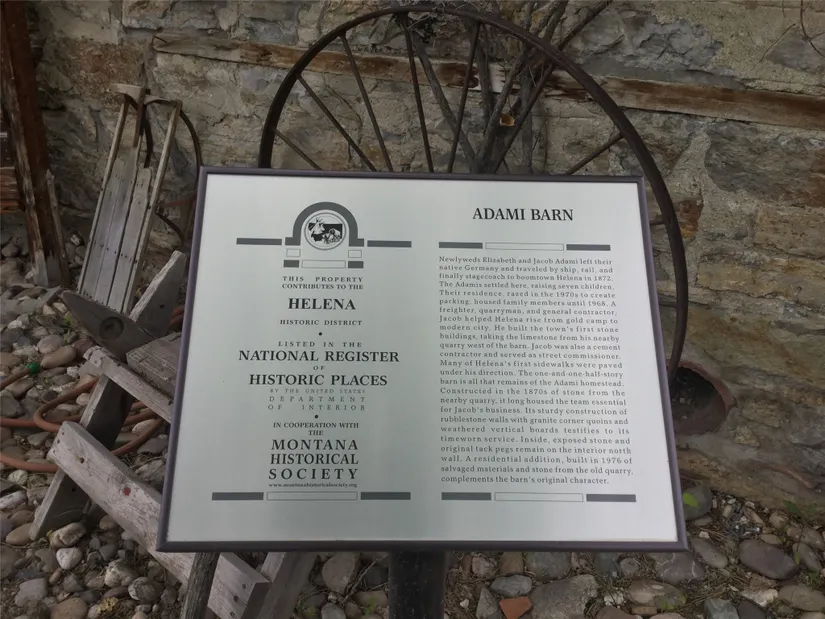 THIS PROPERTY
CONTRIBUTES TO THE
HELENA
HISTORIC DISTRICT
•
LISTED IN THE
NATIONAL REGISTER
OF
HISTORIC PLACES
BY THE UNITED STATES
DEPARTMENT
OF INTERIOR
•
IN COOPERATION WITH
THE
MONTANA
HISTORICAL
SOCIETY
www.montanahistoricalsociety.org
ADAMI BARN
Newlyweds Elizabeth and Jacob Adami left their
native Germany and traveled by ship, rail, and
finally stagecoach to boomtown Helena in 1872.
The Adamis settled here, raising seven children.
Their residence, razed in the 1970s to create
parking, housed family members until 1968. A
freighter, quarryman, and general contractor,
Jacob helped Helena rise from gold camp to
modern city. He built the town's first stone
buildings, taking the limestone from his nearby
quarry west of the barn. Jacob was also a cement
contractor and served as street commissioner.
Many of Helena's first sidewalks were paved
under his direction. The one-and-one-half-story
barn is all that remains of the Adami homestead.
Constructed in the 1870s of stone from the
nearby quarry, it long housed the team essential
for Jacob's business. Its sturdy construction of
rubblestone walls with granite corner quoins and
weathered vertical boards testifies to its
timeworn service. Inside, exposed stone and
original tack pegs remain on the interior north
wall. A residential addition, built in 1976 of
salvaged materials and stone from the old quarry,
complements the barn's original character.